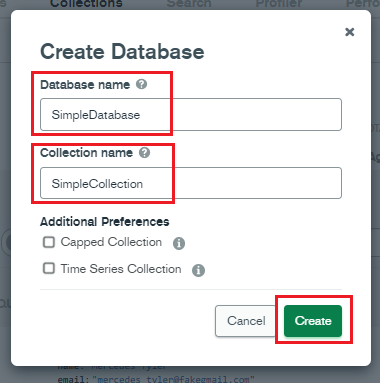 Collections
Search
Profiler
Create Database
Database name
SimpleDatabase
Collection name
SimpleCollection
Additional Preferences
Capped Collection
Time Series Collection
Cancel
Create
name: "Mercedes Tyler"
email: "mercedes_tyler@fakegmail.com"